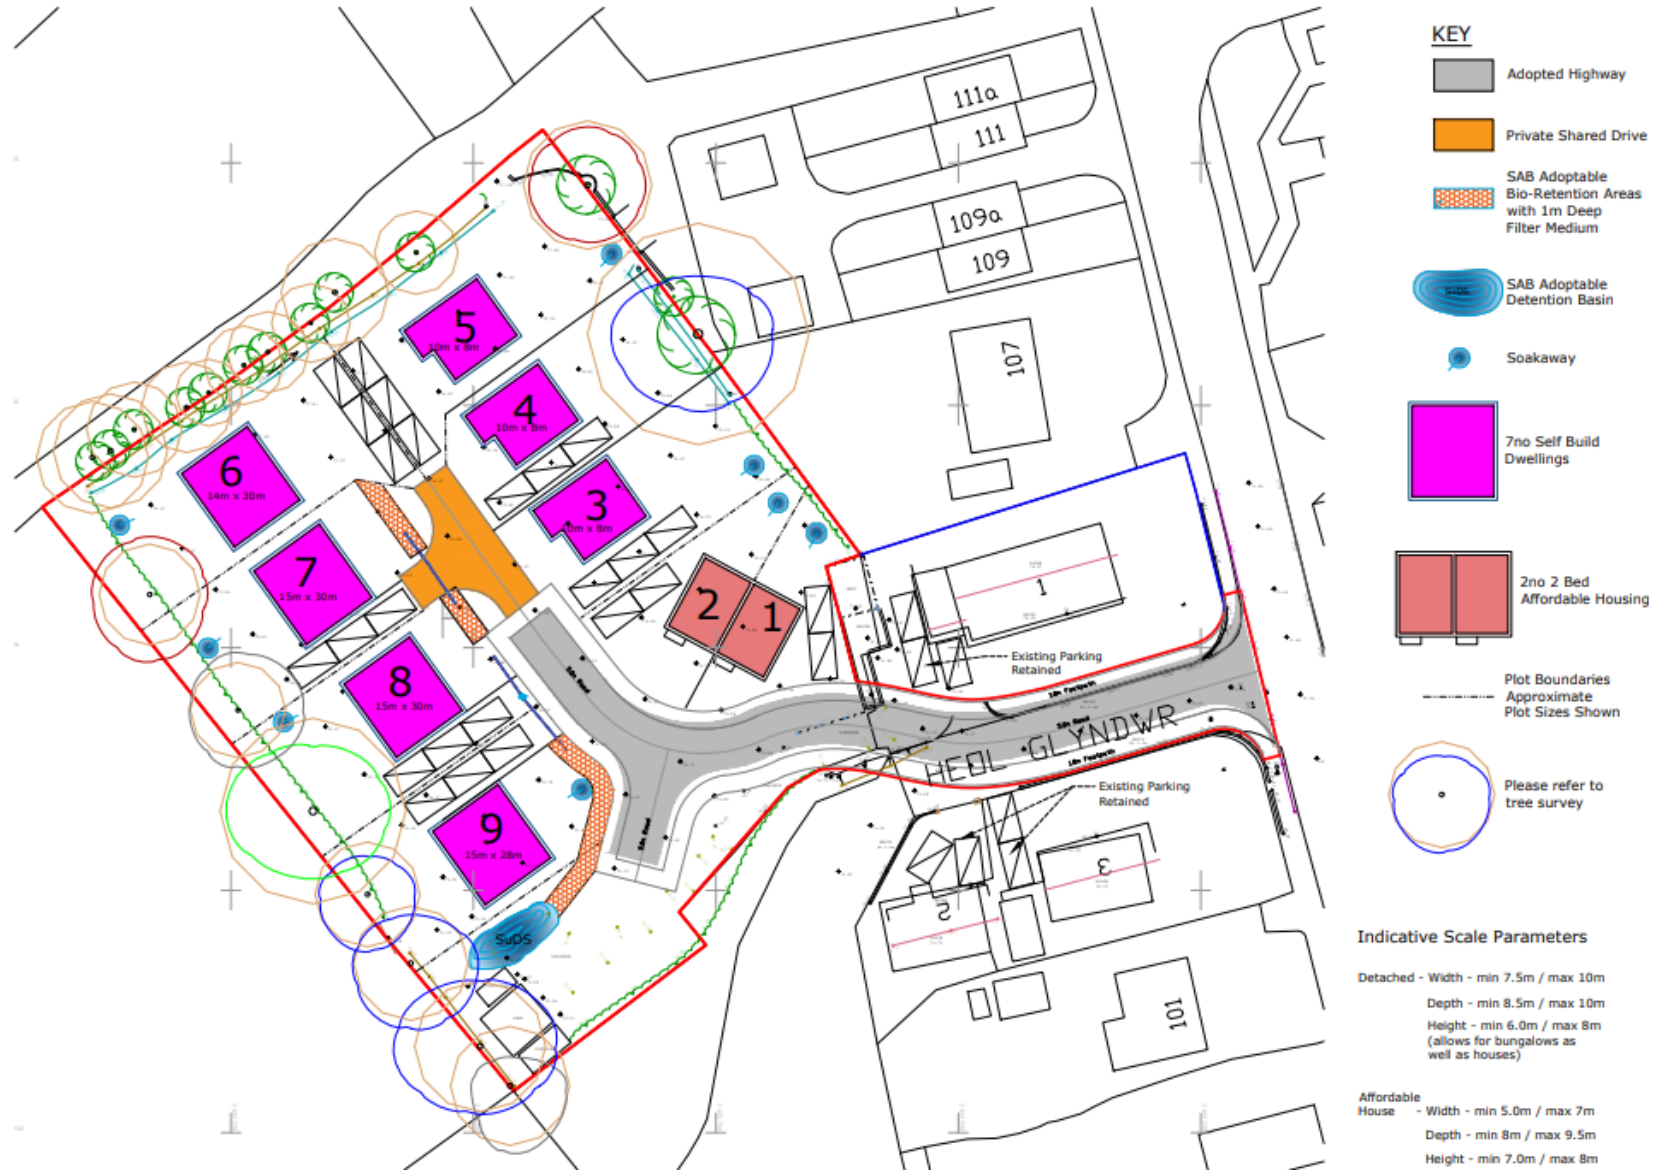 KEY
Adopted Highway
Private Shared Drive
SAB Adoptable
Bio-Retention Areas
with 1m Deep
Filter Medium
SuDS
SAB Adoptable
Detention Basin
Soakaway
7no Self Build
Dwellings
2no 2 Bed
Affordable Housing
Plot Boundaries
Approximate
Plot Sizes Shown
Please refer to
tree survey
Indicative Scale Parameters
Detached - Width - min 7.5m / max 10m
Depth - min 8.5m / max 10m
Height - min 6.0m / max 8m
(allows for bungalows as
well as houses)
Affordable
House - Width - min 5.0m / max 7m
Depth - min 8m / max 9.5m
Height - min 7.0m / max 8m
111a
111
109a
109
107
5
10m x 8m
4
10m x 8m
3
10m x 8m
6
14m x 30m
7
15m x 30m
8
15m x 30m
9
15m x 28m
2
1
1
Existing Parking
Retained
HEOL GLYNDWR
Existing Parking
Retained
3
2
101
SuDS